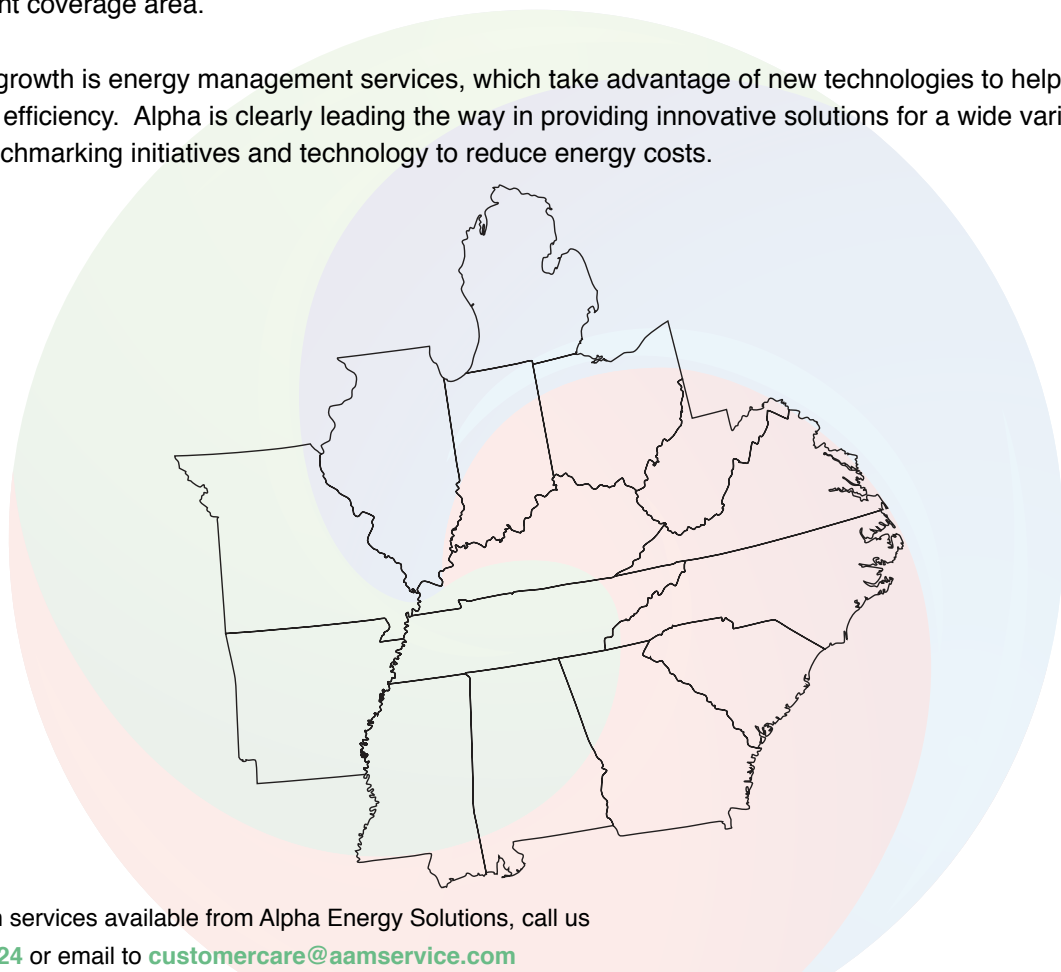 nt coverage area.
growth is energy management services, which take advantage of new technologies to help
efficiency.  Alpha is clearly leading the way in providing innovative solutions for a wide vari
chmarking initiatives and technology to reduce energy costs.
n services available from Alpha Energy Solutions, call us
24 or email to customercare@aamservice.com